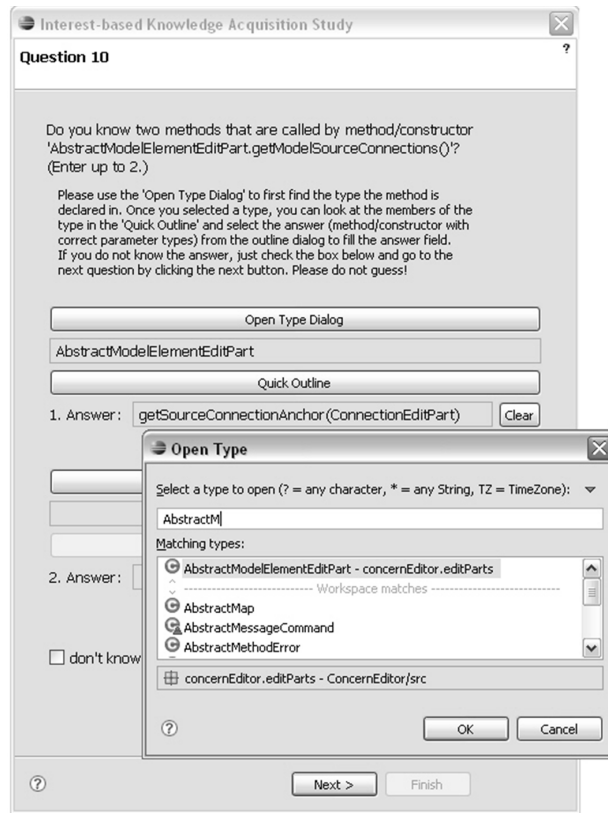 Interest-based Knowledge Acquisition Study
Question 10
?
Do you know two methods that are called by method/constructor
'AbstractModelElementEditPart.getModelSourceConnections()'?
(Enter up to 2.)
Please use the 'Open Type Dialog' to first find the type the method is
declared in. Once you selected a type, you can look at the members of the
type in the 'Quick Outline' and select the answer (method/constructor with
correct parameter types) from the outline dialog to fill the answer field.
If you do not know the answer, just check the box below and go to the
next question by clicking the next button. Please do not guess!
Open Type Dialog
AbstractModelElementEditPart
Quick Outline
1. Answer: getSourceConnectionAnchor(ConnectionEditPart) Clear
2. Answer:
don't know
Open Type
Select a type to open (? = any character, * = any String, TZ = TimeZone):
AbstractM
Matching types:
AbstractModelElementEditPart - concernEditor.editParts
Workspace matches
AbstractMap
AbstractMessageCommand
AbstractMethodError
concernEditor.editParts - ConcernEditor/src
? OK Cancel
? Next > Finish